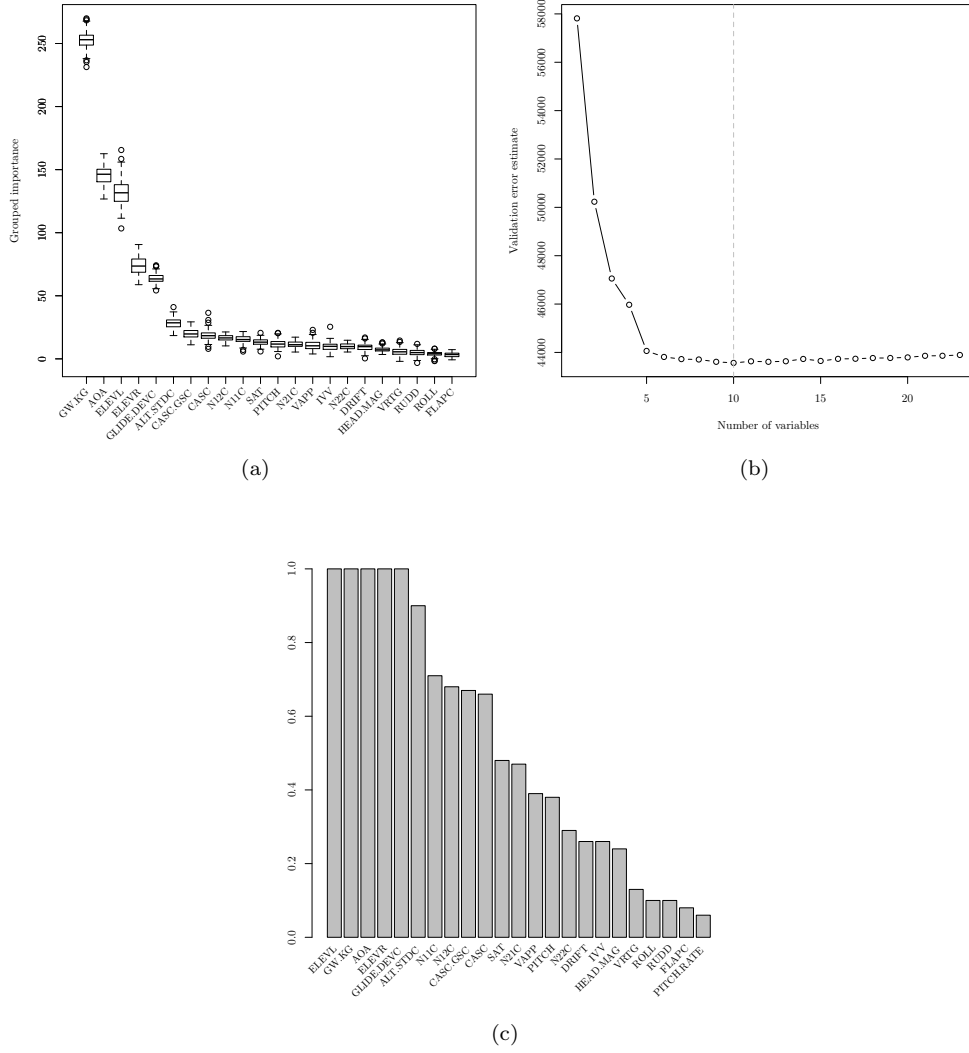 Grouped importance
250
200
150
100
50
0
GW.KG
AOA
ELEVL
ELEVR
GLIDE.DEVC
ALT.STDC
CASC.GSC
CASC
N12C
N11C
SAT
PITCH
N21C
VAPP
IVV
N22C
DRIFT
HEAD.MAG
VRTG
RUDD
ROLL
FLAPC
(a)
Validation error estimate
58000
56000
54000
52000
50000
48000
46000
44000
5
10
15
20
Number of variables
(b)
1.0
0.8
0.6
0.4
0.2
0.0
ELEVL
GW.KG
AOA
ELEVR
GLIDE.DEVC
ALT.STDC
N11C
N12C
CASC.GSC
CASC
SAT
N21C
VAPP
PITCH
N22C
DRIFT
IVV
HEAD.MAG
VRTG
ROLL
RUDD
FLAPC
PITCH.RATE
(c)